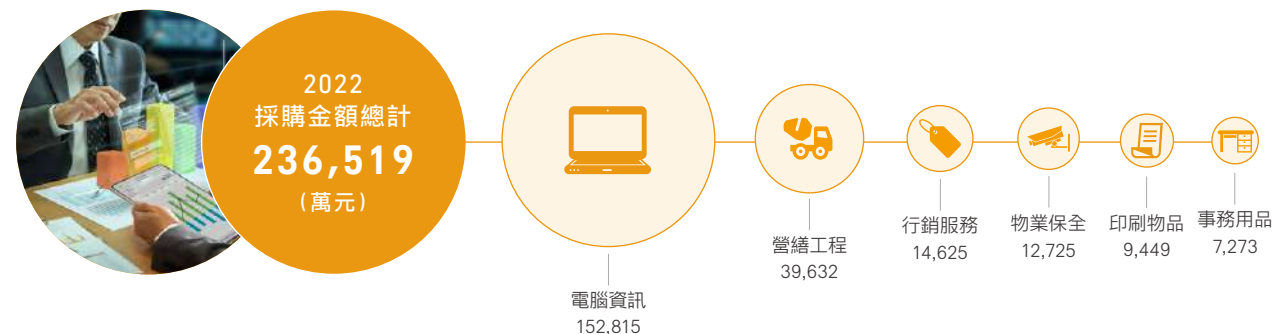 2022
採購金額總計
236,519
(萬元)
電腦資訊
152,815
營繕工程
39,632
行銷服務
14,625
物業保全
12,725
印刷物品
9,449
事務用品
7,273